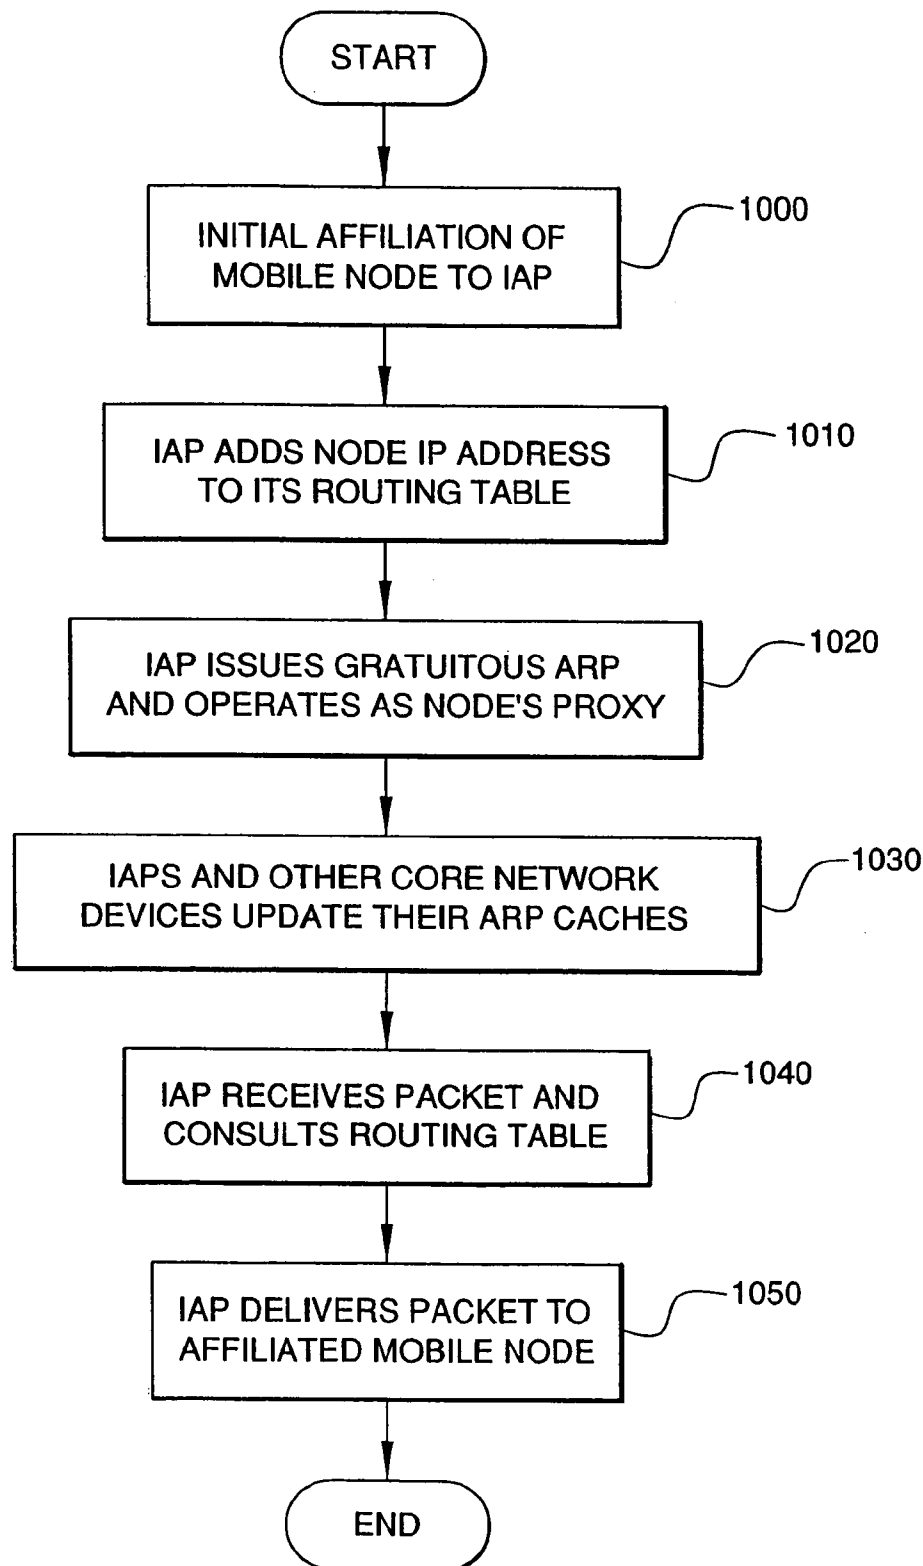 START
INITIAL AFFILIATION OF
MOBILE NODE TO IAP
1000
IAP ADDS NODE IP ADDRESS
TO ITS ROUTING TABLE
1010
IAP ISSUES GRATUITOUS ARP
AND OPERATES AS NODE'S PROXY
1020
IAPS AND OTHER CORE NETWORK
DEVICES UPDATE THEIR ARP CACHES
1030
IAP RECEIVES PACKET AND
CONSULTS ROUTING TABLE
1040
IAP DELIVERS PACKET TO
AFFILIATED MOBILE NODE
1050
END